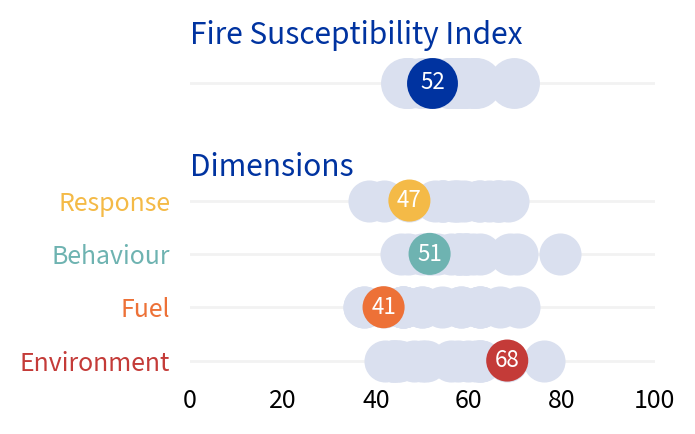 Fire Susceptibility Index
52
Dimensions
Response 47
Behaviour 51
Fuel 41
Environment 68
0 20 40 60 80 100